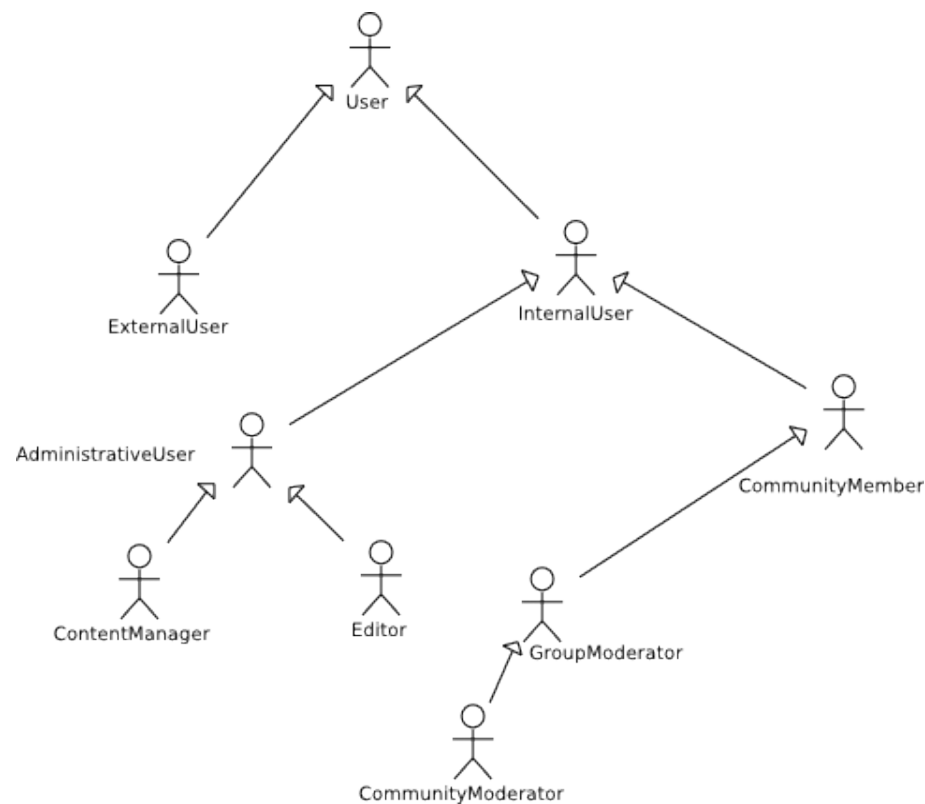 User
ExternalUser
InternalUser
AdministrativeUser
CommunityMember
ContentManager
Editor
GroupModerator
CommunityModerator